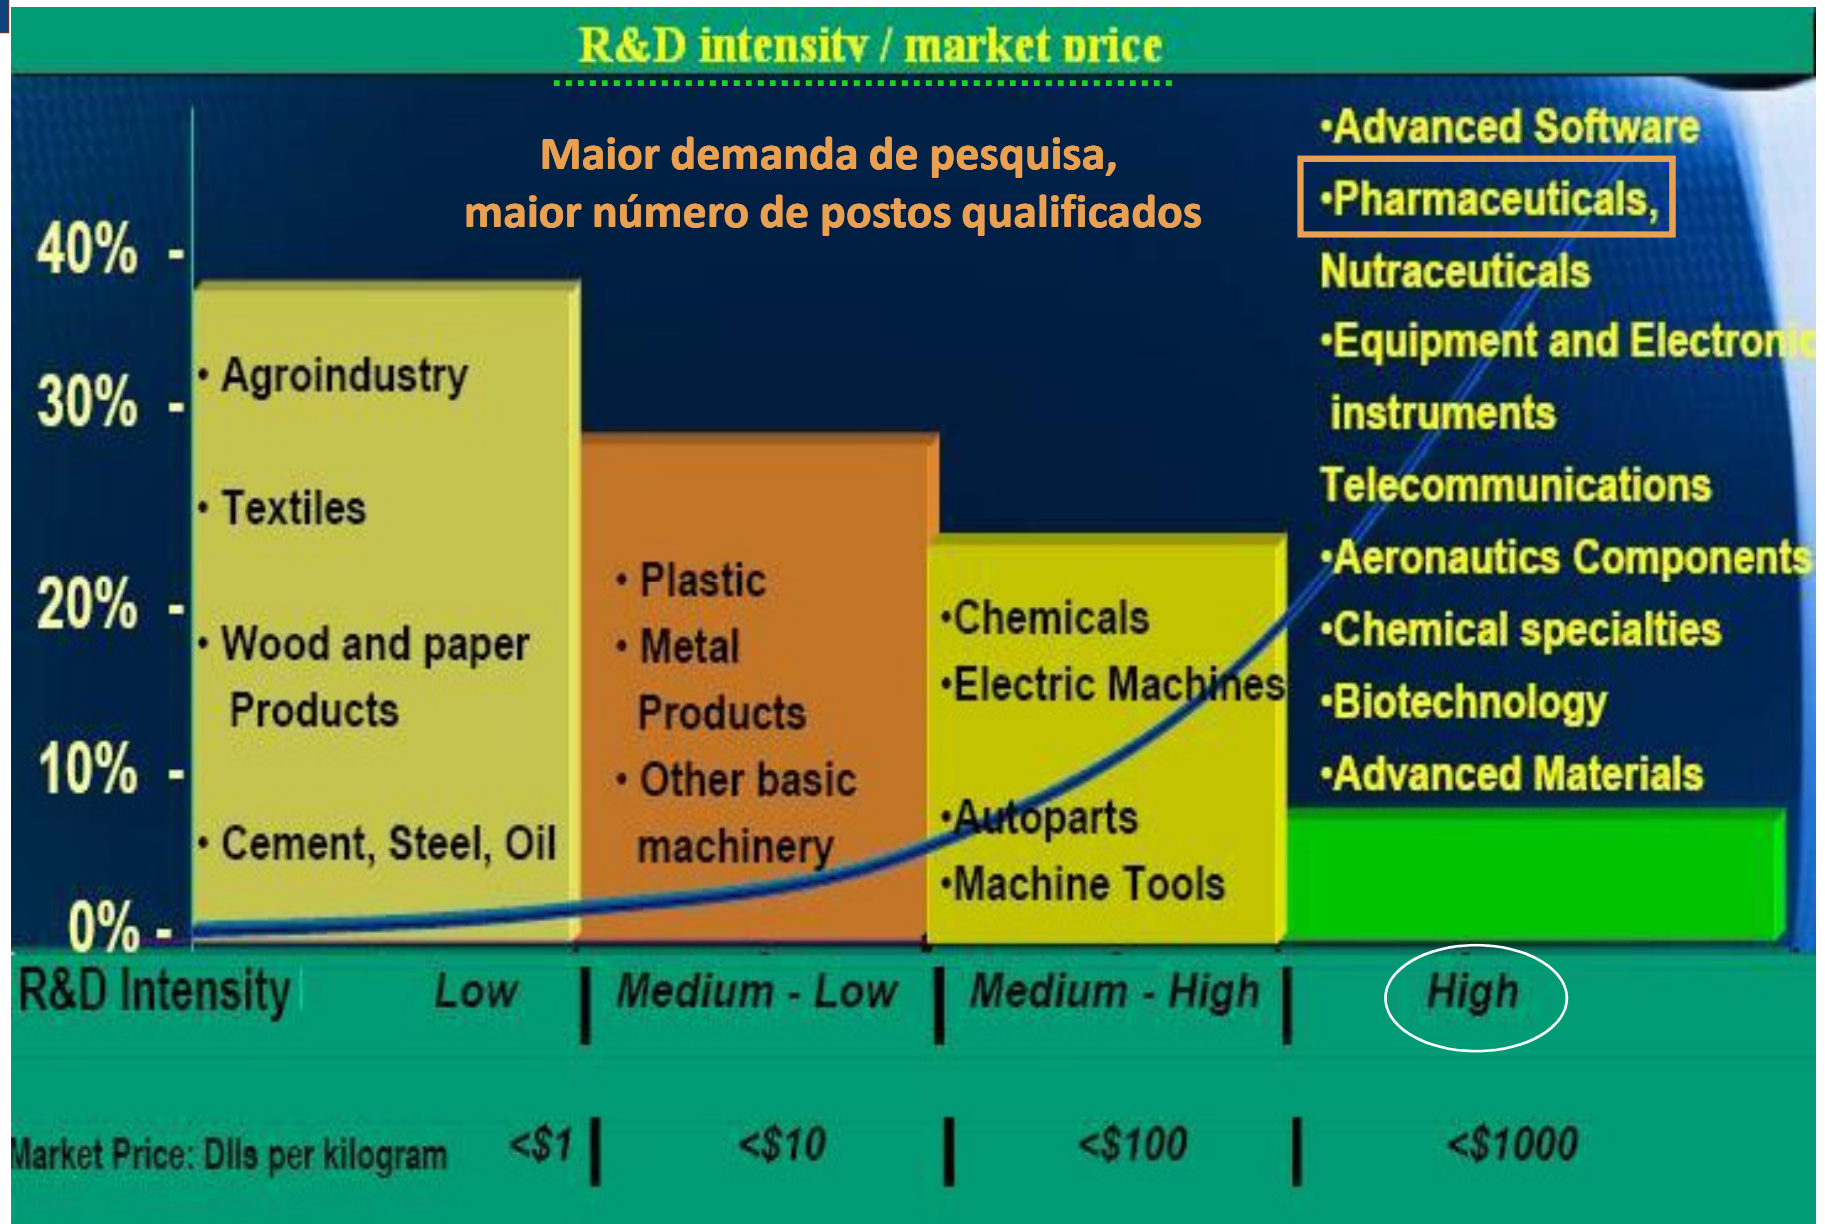 R&D intensity / market price
Maior demanda de pesquisa,
maior número de postos qualificados
40% -
30% -
20% -
10% -
0% -
• Agroindustry
• Textiles
• Wood and paper
Products
• Cement, Steel, Oil
• Plastic
• Metal
Products
• Other basic
machinery
•Chemicals
•Electric Machines
•Autoparts
•Machine Tools
•Advanced Software
•Pharmaceuticals,
Nutraceuticals
•Equipment and Electronic
instruments
Telecommunications
•Aeronautics Components
•Chemical specialties
•Biotechnology
•Advanced Materials
R&D Intensity Low Medium - Low Medium - High High
Market Price: Dlls per kilogram <$1 <$10 <$100 <$1000